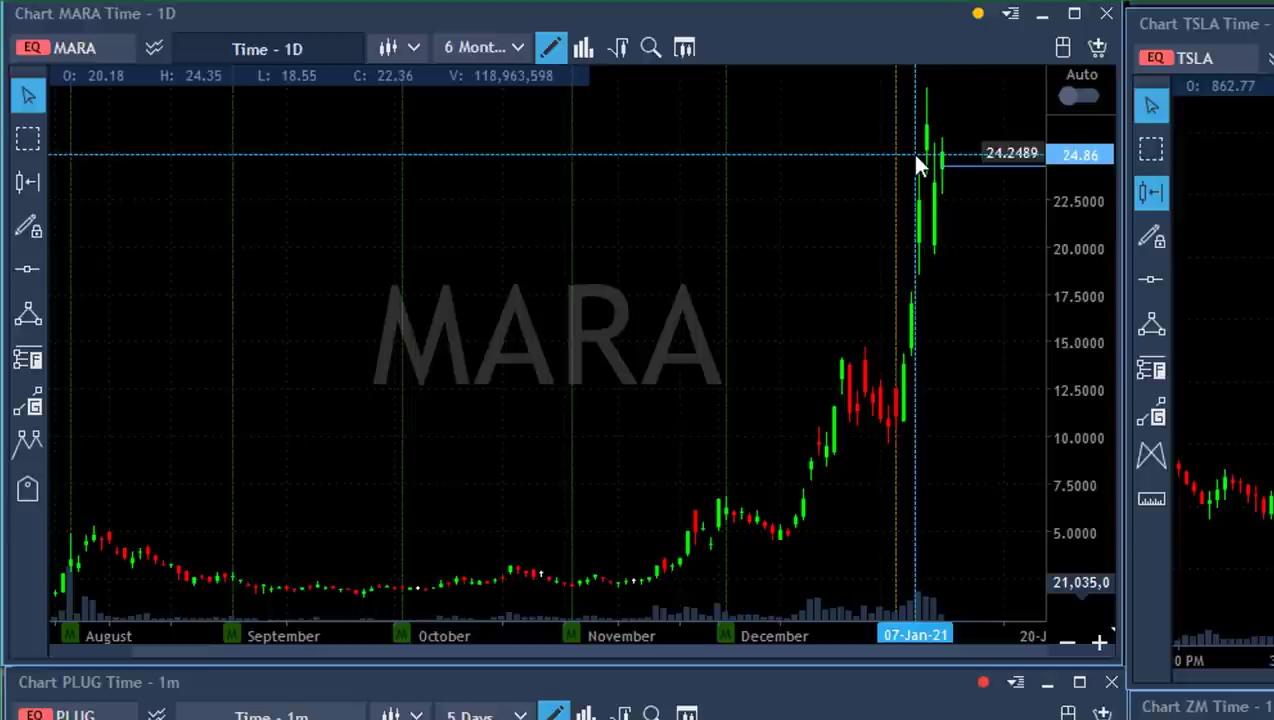 Chart MARA Time - 1D
EQ MARA Time - 1D 6 Mont...
O: 20.18 H: 24.35 L: 18.55 C: 22.36 V: 118,963,598
Auto
24.2489 24.86
22.5000
20.0000
17.5000
15.0000
12.5000
10.0000
7.5000
5.0000
21,035,0
MARA
F
G
M August M September M October M November M December 07-Jan-21 20-J
Chart PLUG Time - 1m
EQ PLUG Time - 1m 5 Days
Chart TSLA Time -
EQ TSLA
O: 862.77
F
G
0 PM 3
Chart ZM Time - 1